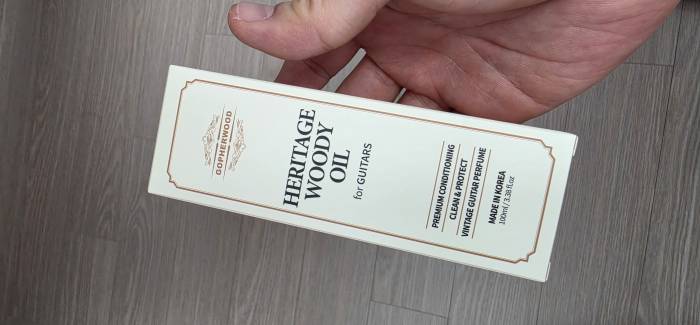 GOPHERWOOD
HERITAGE
WOODY
OIL
for GUITARS
PREMIUM CONDITIONING
CLEAN & PROTECT
VINTAGE GUITAR PERFUME
MADE IN KOREA
100ml / 3.38 fl.oz